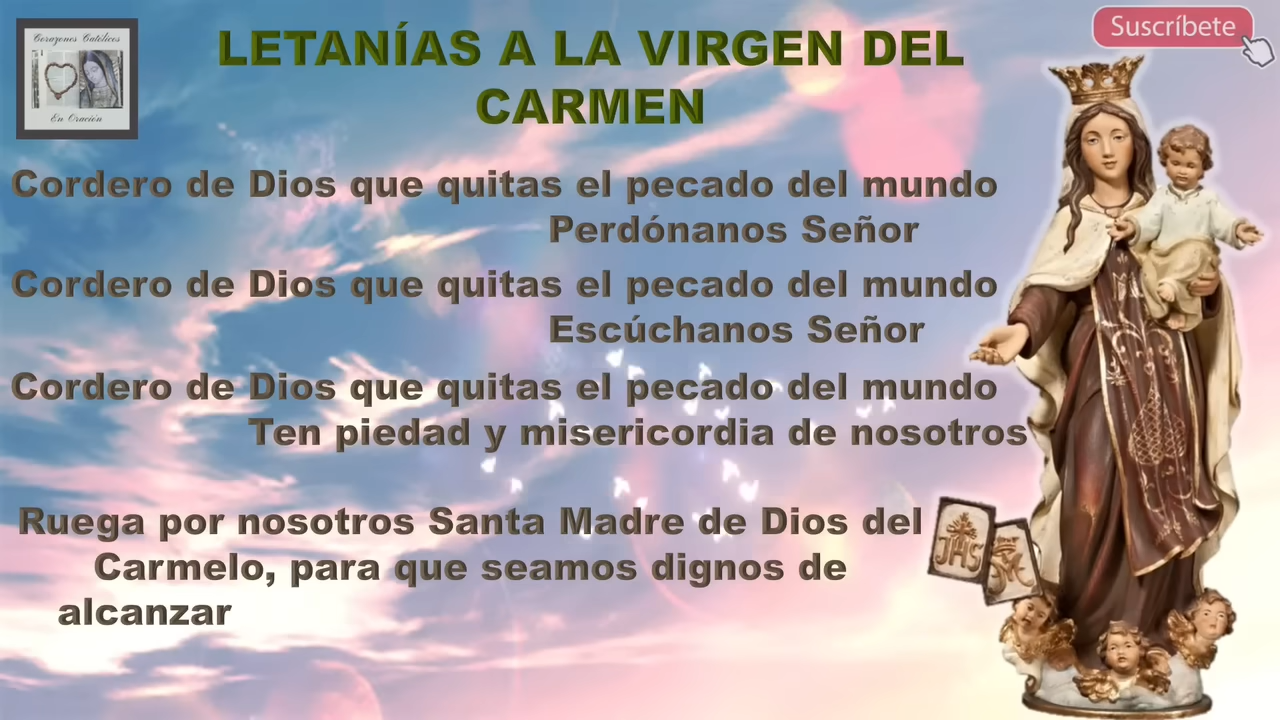 Corazones Católicos
En Oración
LETANÍAS A LA VIRGEN DEL
CARMEN
Suscríbete
Cordero de Dios que quitas el pecado del mundo
Perdónanos Señor
Cordero de Dios que quitas el pecado del mundo
Escúchanos Señor
Cordero de Dios que quitas el pecado del mundo
Ten piedad y misericordia de nosotros
Ruega por nosotros Santa Madre de Dios del
Carmelo, para que seamos dignos de
alcanzar
JHS